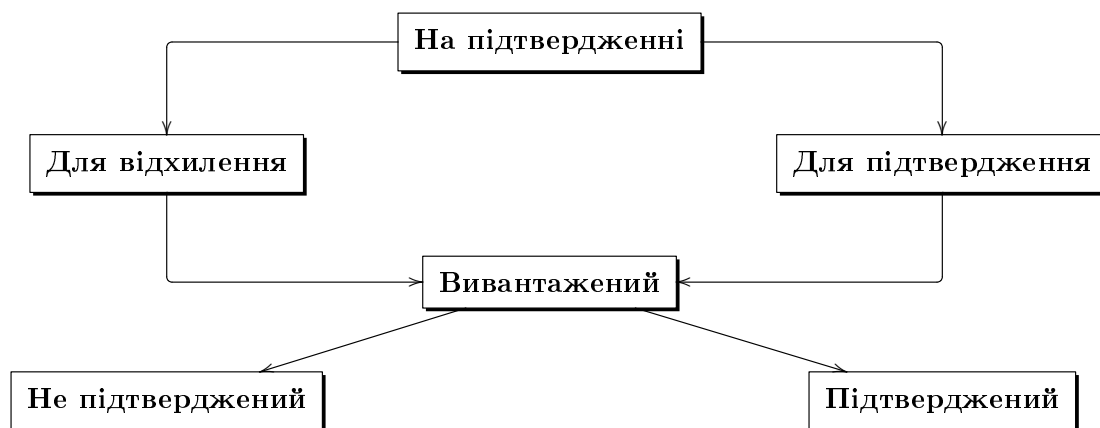 На підтвердженні
Для відхилення
Для підтвердження
Вивантажений
Не підтверджений
Підтверджений